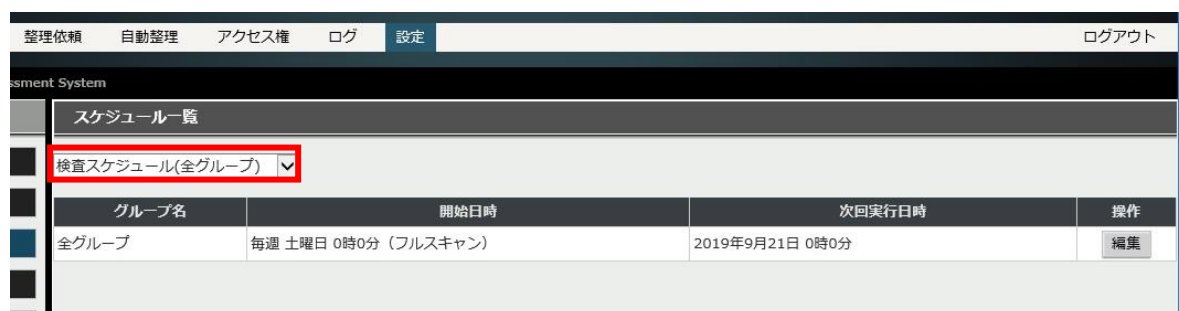 整理依頼 自動整理 アクセス権 ログ 設定 ログアウト
ssment System
スケジュール一覧
検査スケジュール(全グループ)
グループ名 開始日時 次回実行日時 操作
全グループ 毎週 土曜日 0時0分（フルスキャン） 2019年9月21日 0時0分 編集